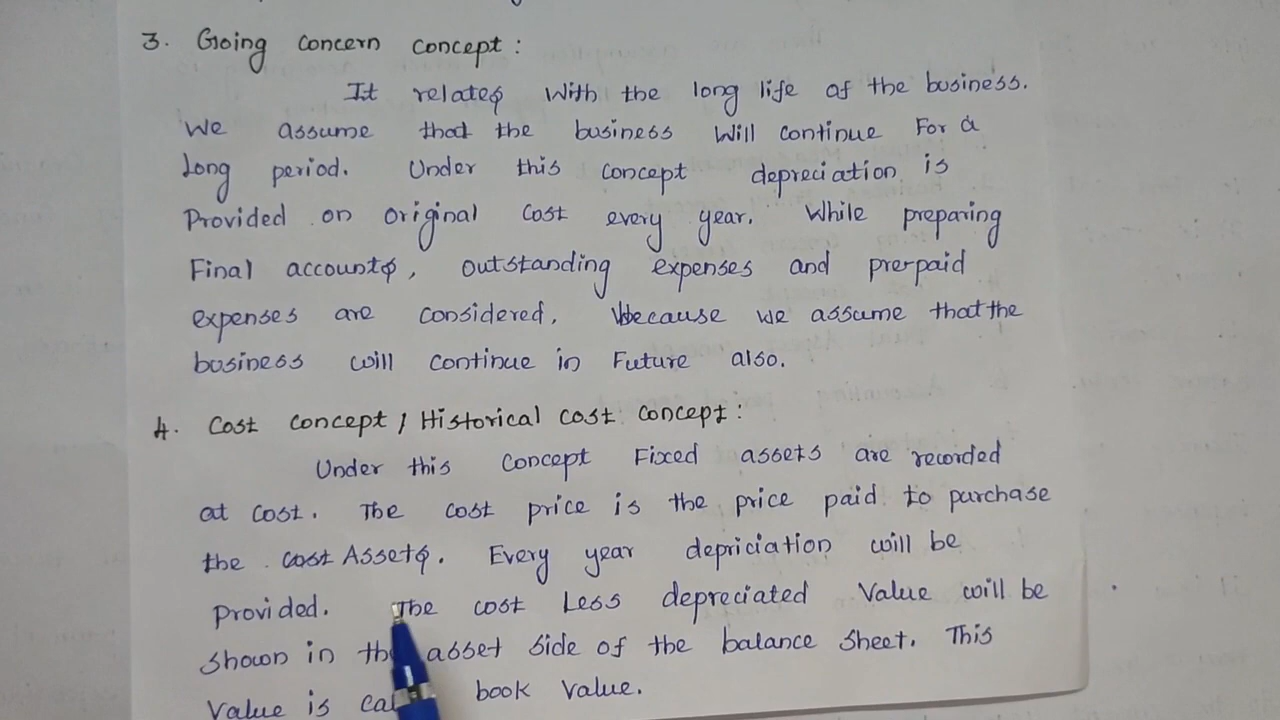 3. Going concern concept :
It relates with the long life of the business.
We assume that the business will continue For a
Long period. Under this concept depreciation is
Provided on original cost every year. While preparing
Final accounts, outstanding expenses and pre-paid
expenses are considered, because we assume that the
business will continue in Future also.
4. Cost concept / Historical cost concept :
Under this concept Fixed assets are recorded
at cost. The cost price is the price paid to purchase
the cost Assets. Every year depriciation will be
provided. The cost Less depreciated Value will be
shown in the asset side of the balance sheet. This
Value is book value.